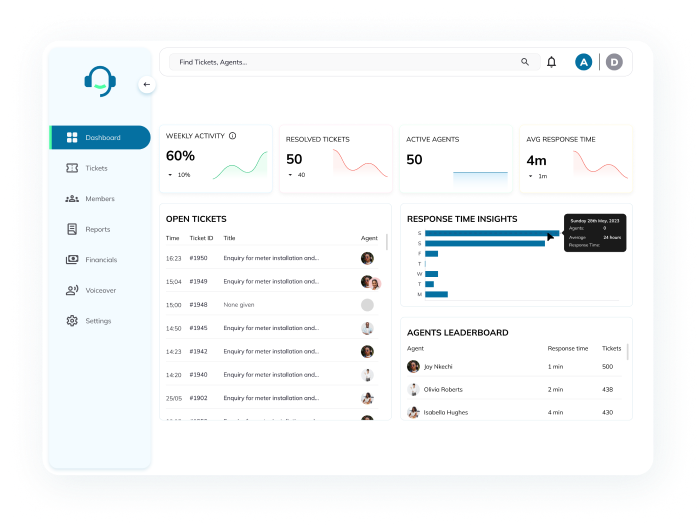 Find Tickets, Agents...
A
D
Dashboard
Tickets
Members
Reports
Financials
Voiceover
Settings
WEEKLY ACTIVITY
60%
10%
RESOLVED TICKETS
50
40
ACTIVE AGENTS
50
AVG RESPONSE TIME
4m
1m
OPEN TICKETS
Time Ticket ID Title Agent
16:23 #1950 Enquiry for meter installation and...
15:04 #1949 Enquiry for meter installation and...
15:00 #1948 None given
14:50 #1945 Enquiry for meter installation and...
14:23 #1942 Enquiry for meter installation and...
14:20 #1940 Enquiry for meter installation and...
25/05 #1902 Enquiry for meter installation and...
RESPONSE TIME INSIGHTS
S
S
F
T
W
T
M
Sunday 28th May, 2023
Agents: 0
Average 24 hours
Response Time:
AGENTS LEADERBOARD
Agent Response time Tickets
Joy Nkechi 1 min 500
Olivia Roberts 2 min 438
Isabella Hughes 4 min 430